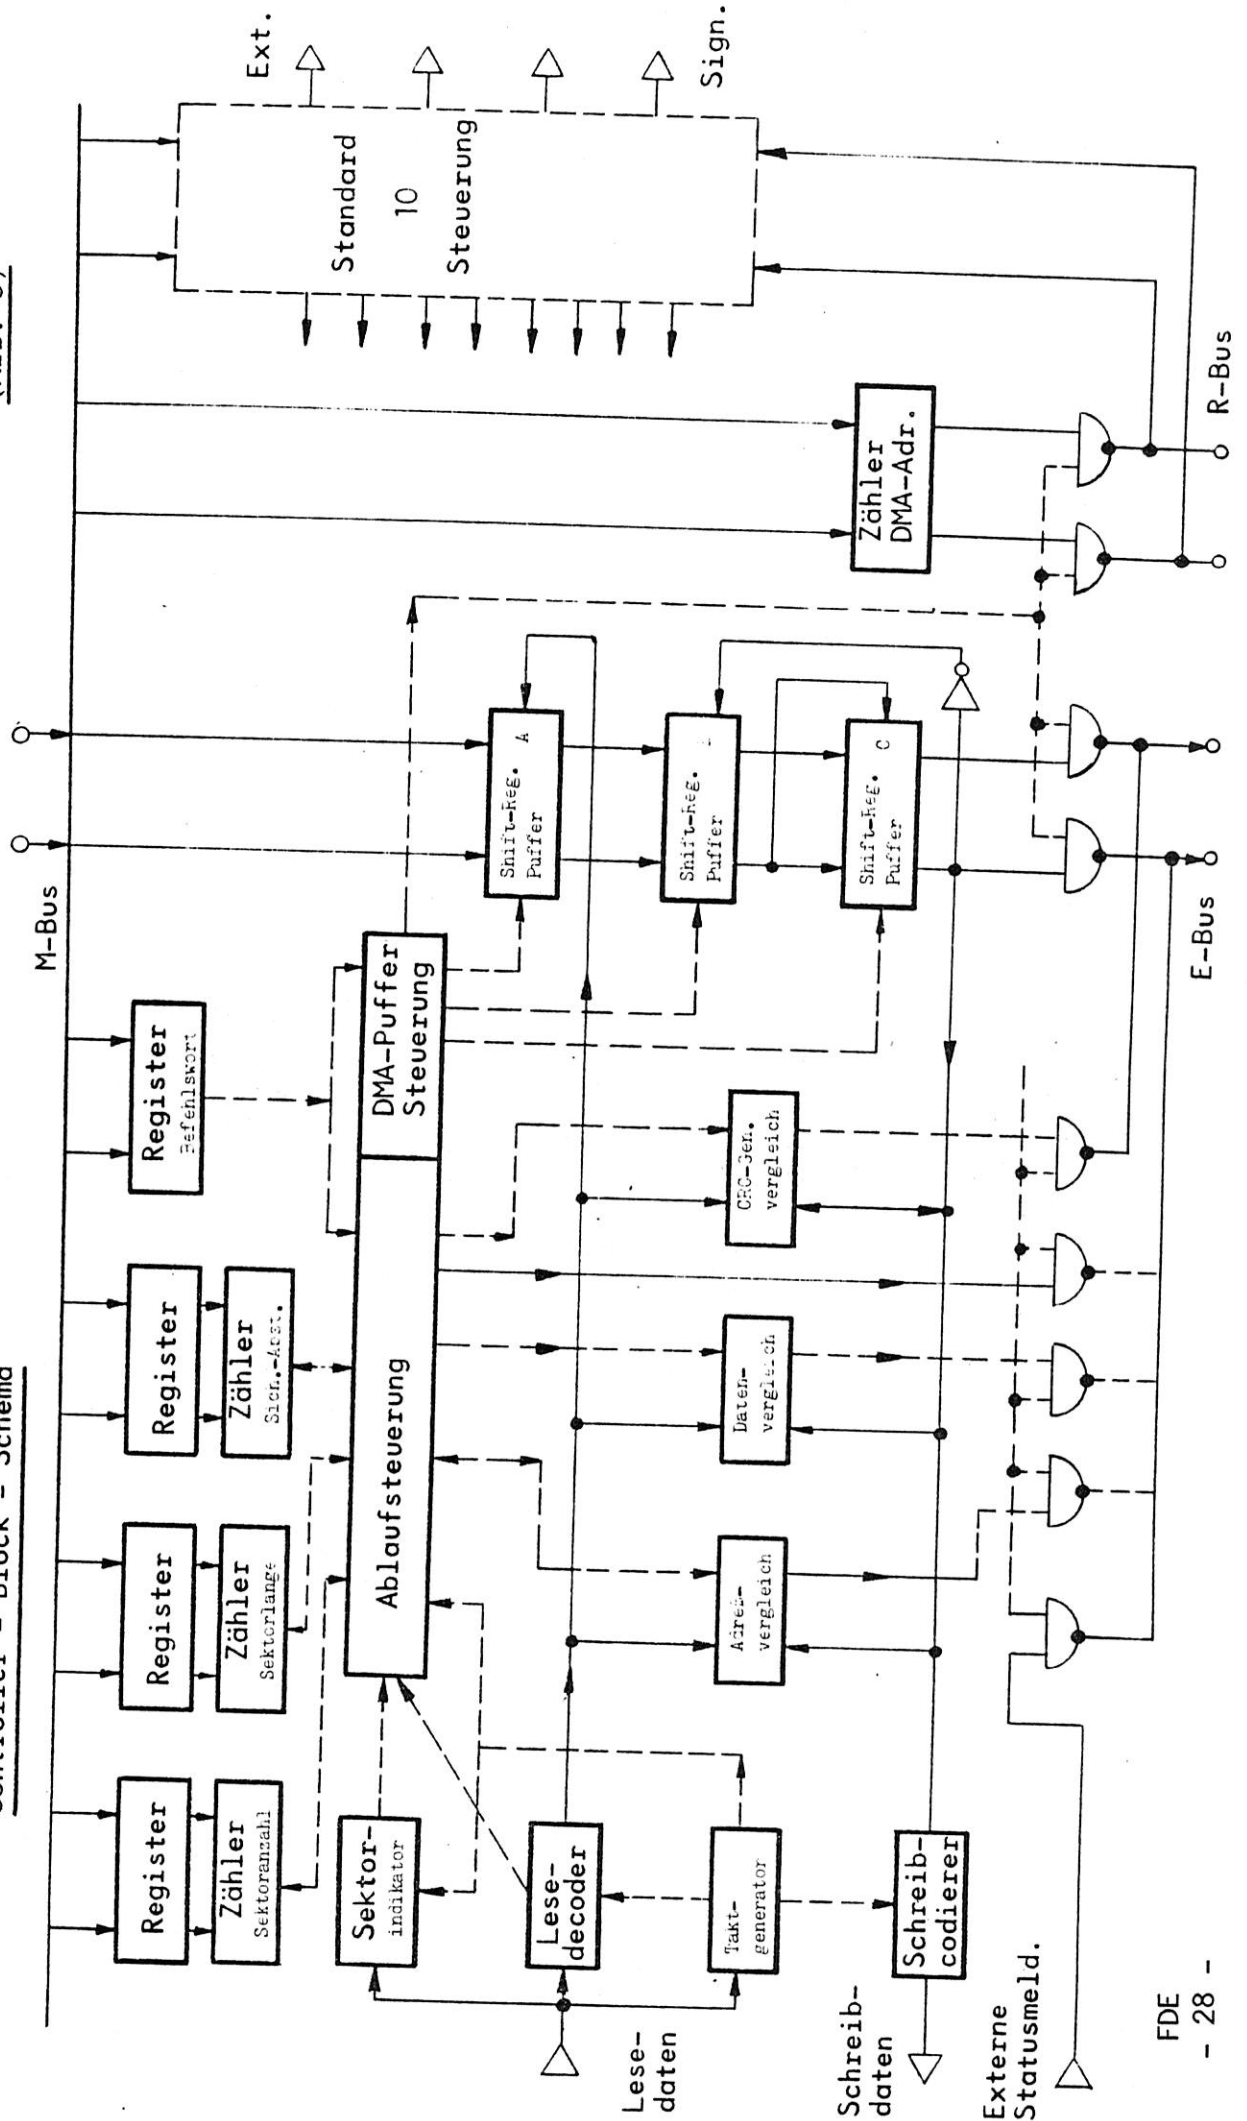 Controller - Block - Schema
M-Bus
Register
Zähler
Sektoranzahl
Register
Zähler
Sektorlänge
Register
Zähler
Register
Befehlswort
Sektor-
indikator
Ablaufsteuerung
DMA-Puffer
Steuerung
Standard
10
Steuerung
Ext.
Sign.
Lese-
daten
Lese-
decoder
Takt-
generator
Shift-Reg. A
Puffer
Shift-Reg.
Puffer
Shift-Reg. C
Puffer
Zähler
DMA-Adr.
Adreß-
vergleich
Daten-
vergleich
CRC-Gen.
vergleich
Schreib-
daten
Schreib-
codierer
Externe
Statusmeld.
E-Bus
R-Bus
FDE
- 28 -